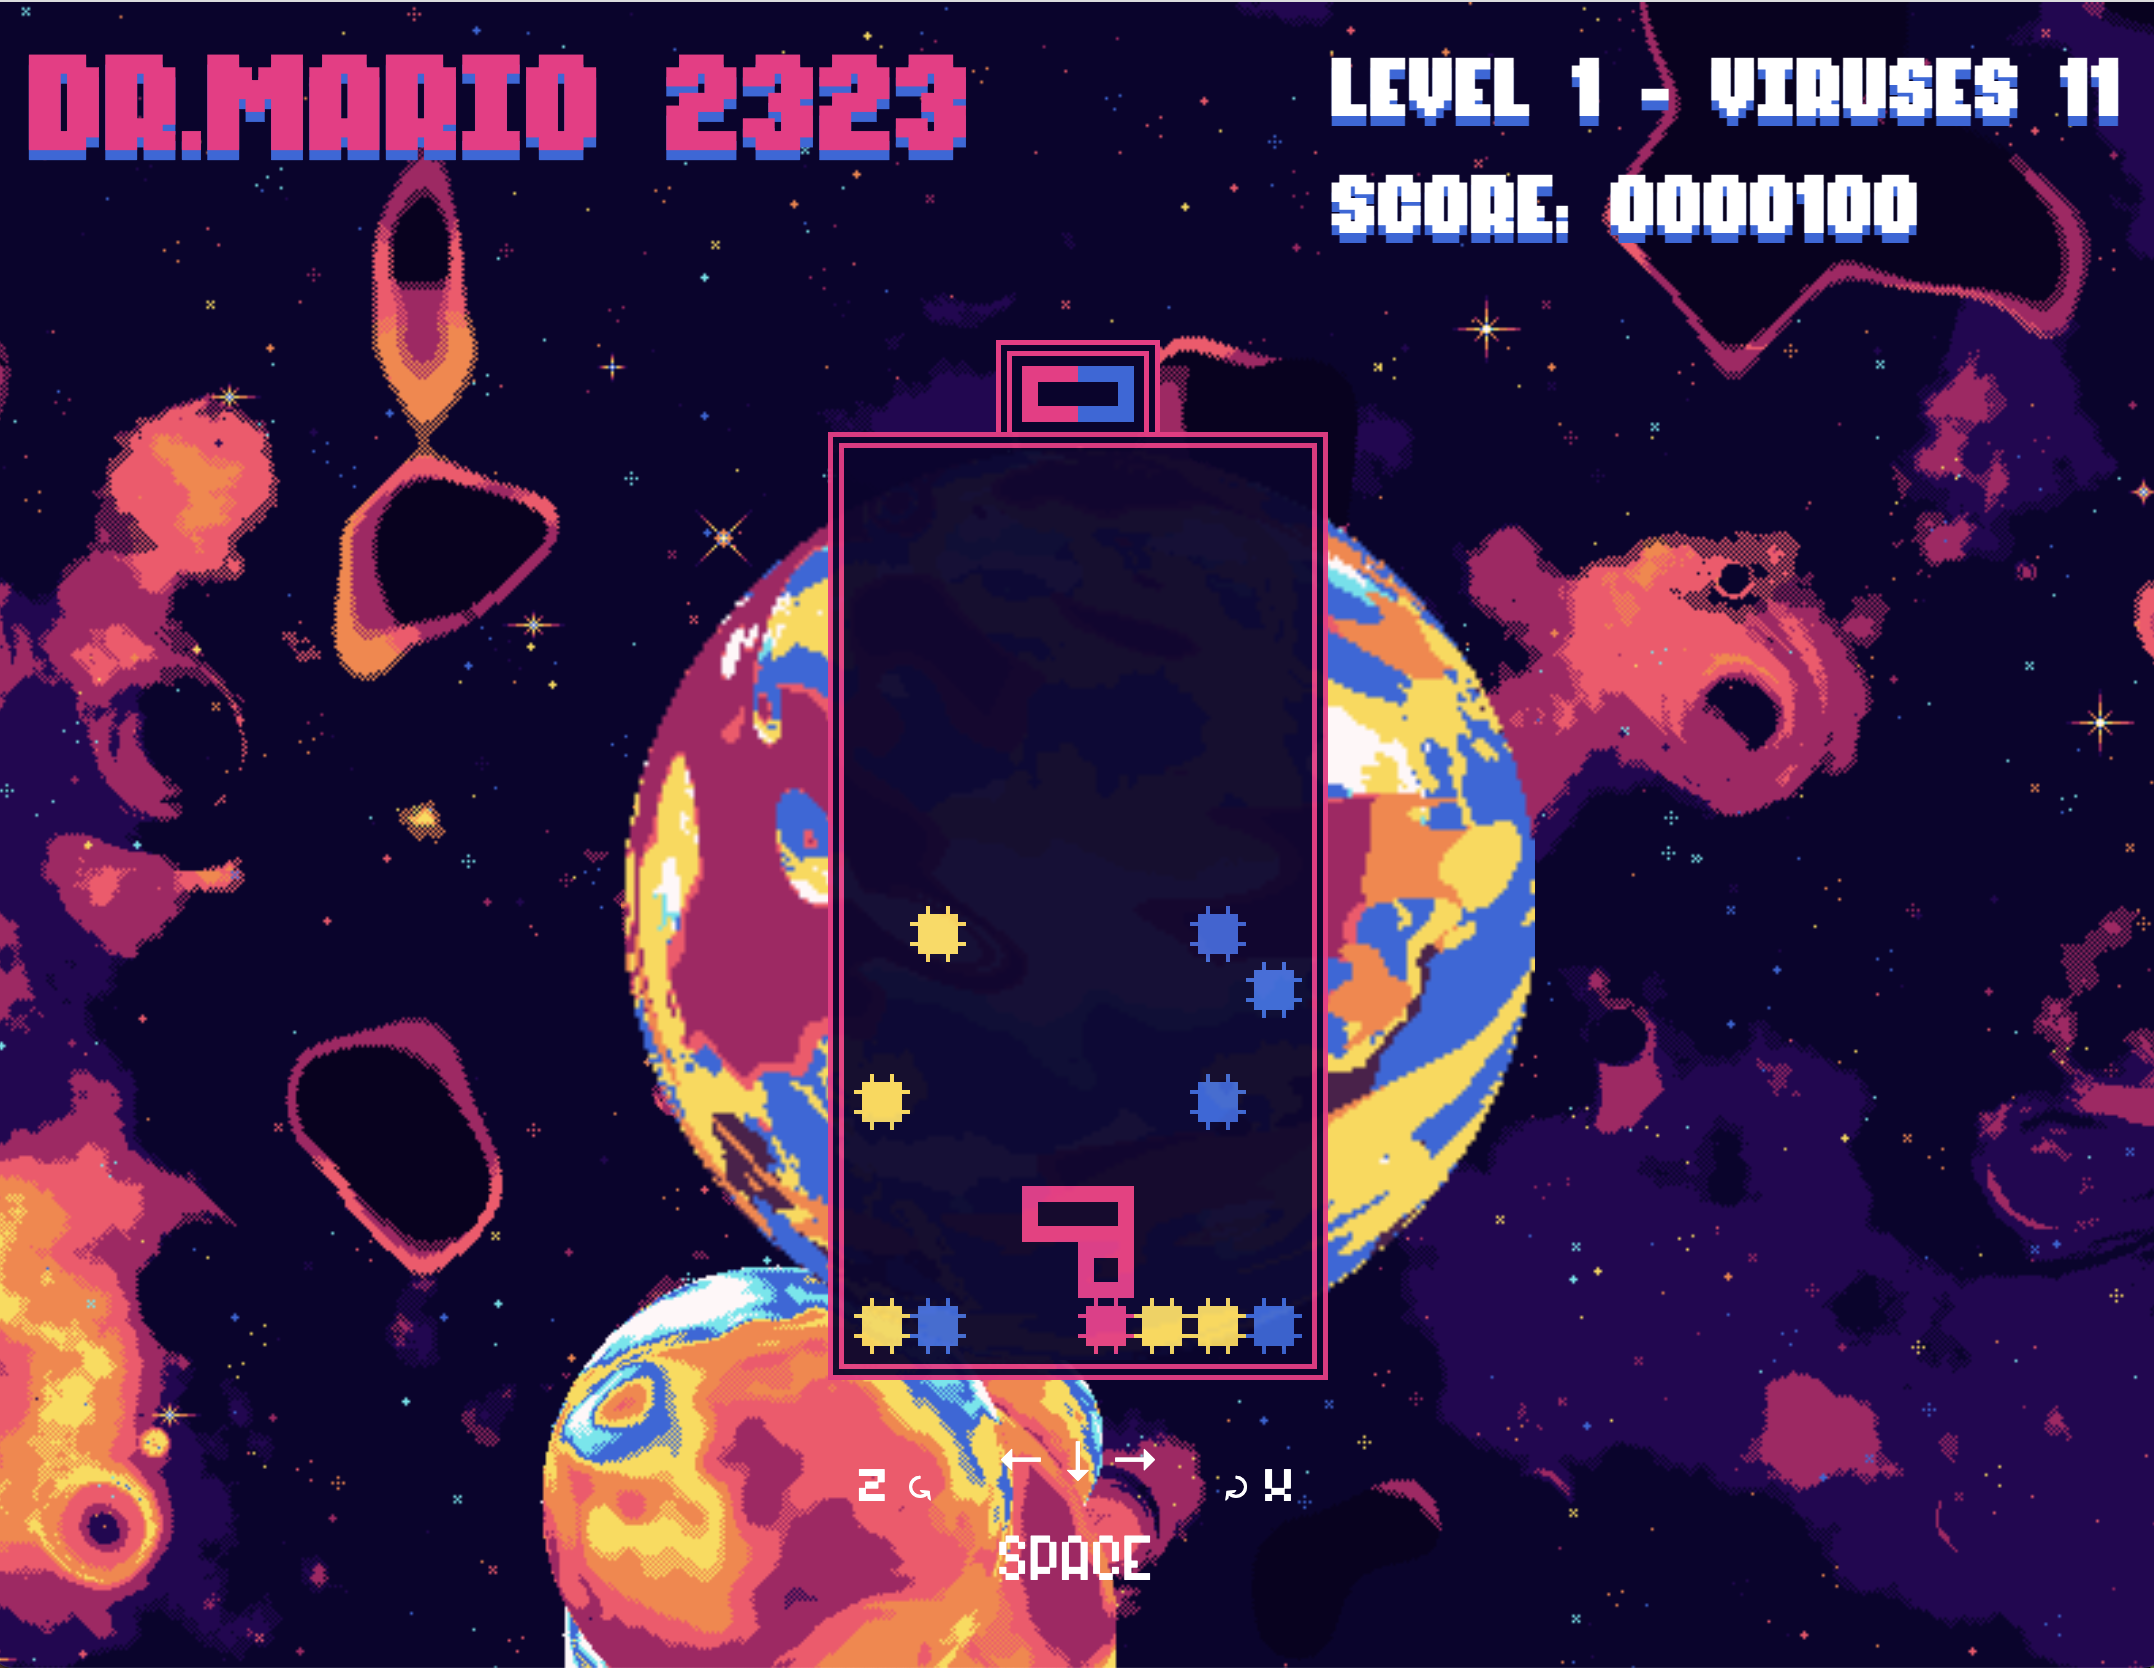 DR.MARIO 2323
LEVEL 1 - VIRUSES 11
SCORE: 0000100
← ↓ →
Z X
SPACE